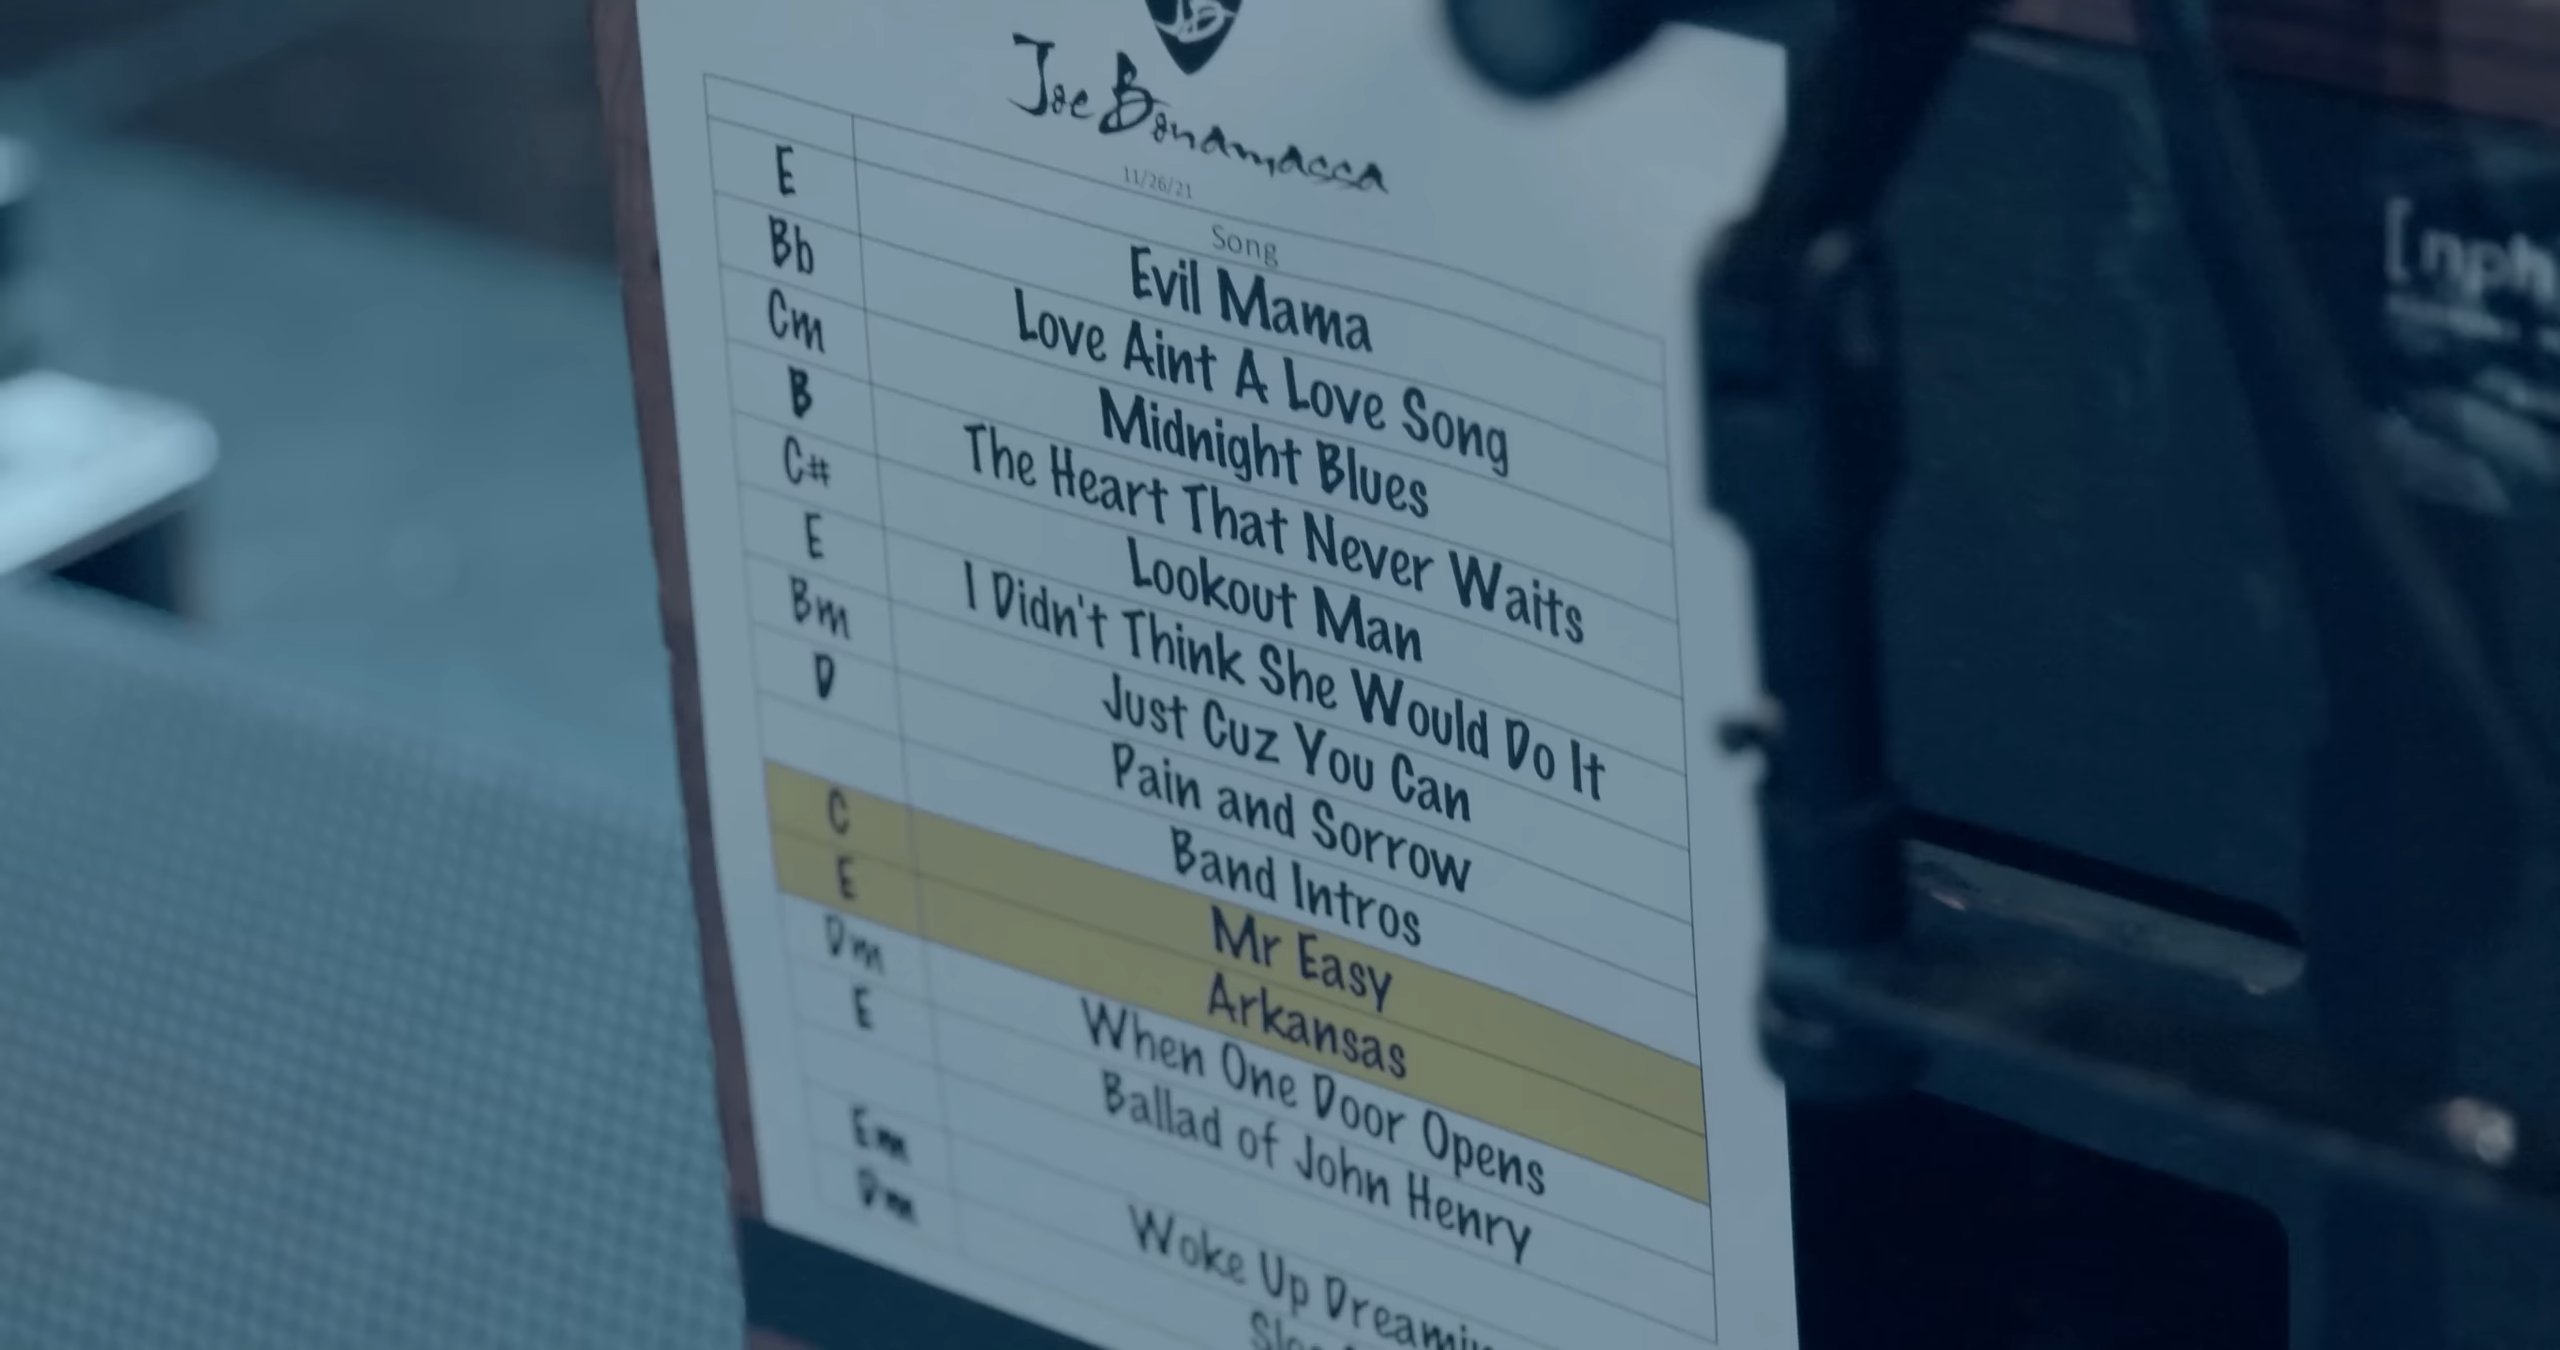 Joe Bonamassa
11/26/21
Song
E Evil Mama
Bb Love Aint A Love Song
Cm Midnight Blues
B The Heart That Never Waits
C# Lookout Man
E I Didn't Think She Would Do It
Bm Just Cuz You Can
D Pain and Sorrow
Band Intros
C Mr Easy
E Arkansas
Dm When One Door Opens
E Ballad of John Henry
Em Woke Up
Dm
[nph